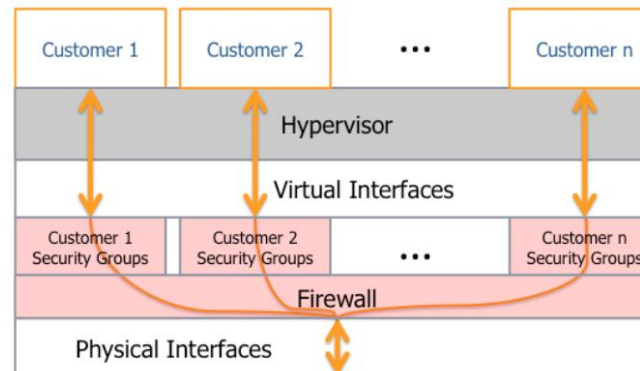 Customer 1
Customer 2
...
Customer n
Hypervisor
Virtual Interfaces
Customer 1
Security Groups
Customer 2
Security Groups
...
Customer n
Security Groups
Firewall
Physical Interfaces